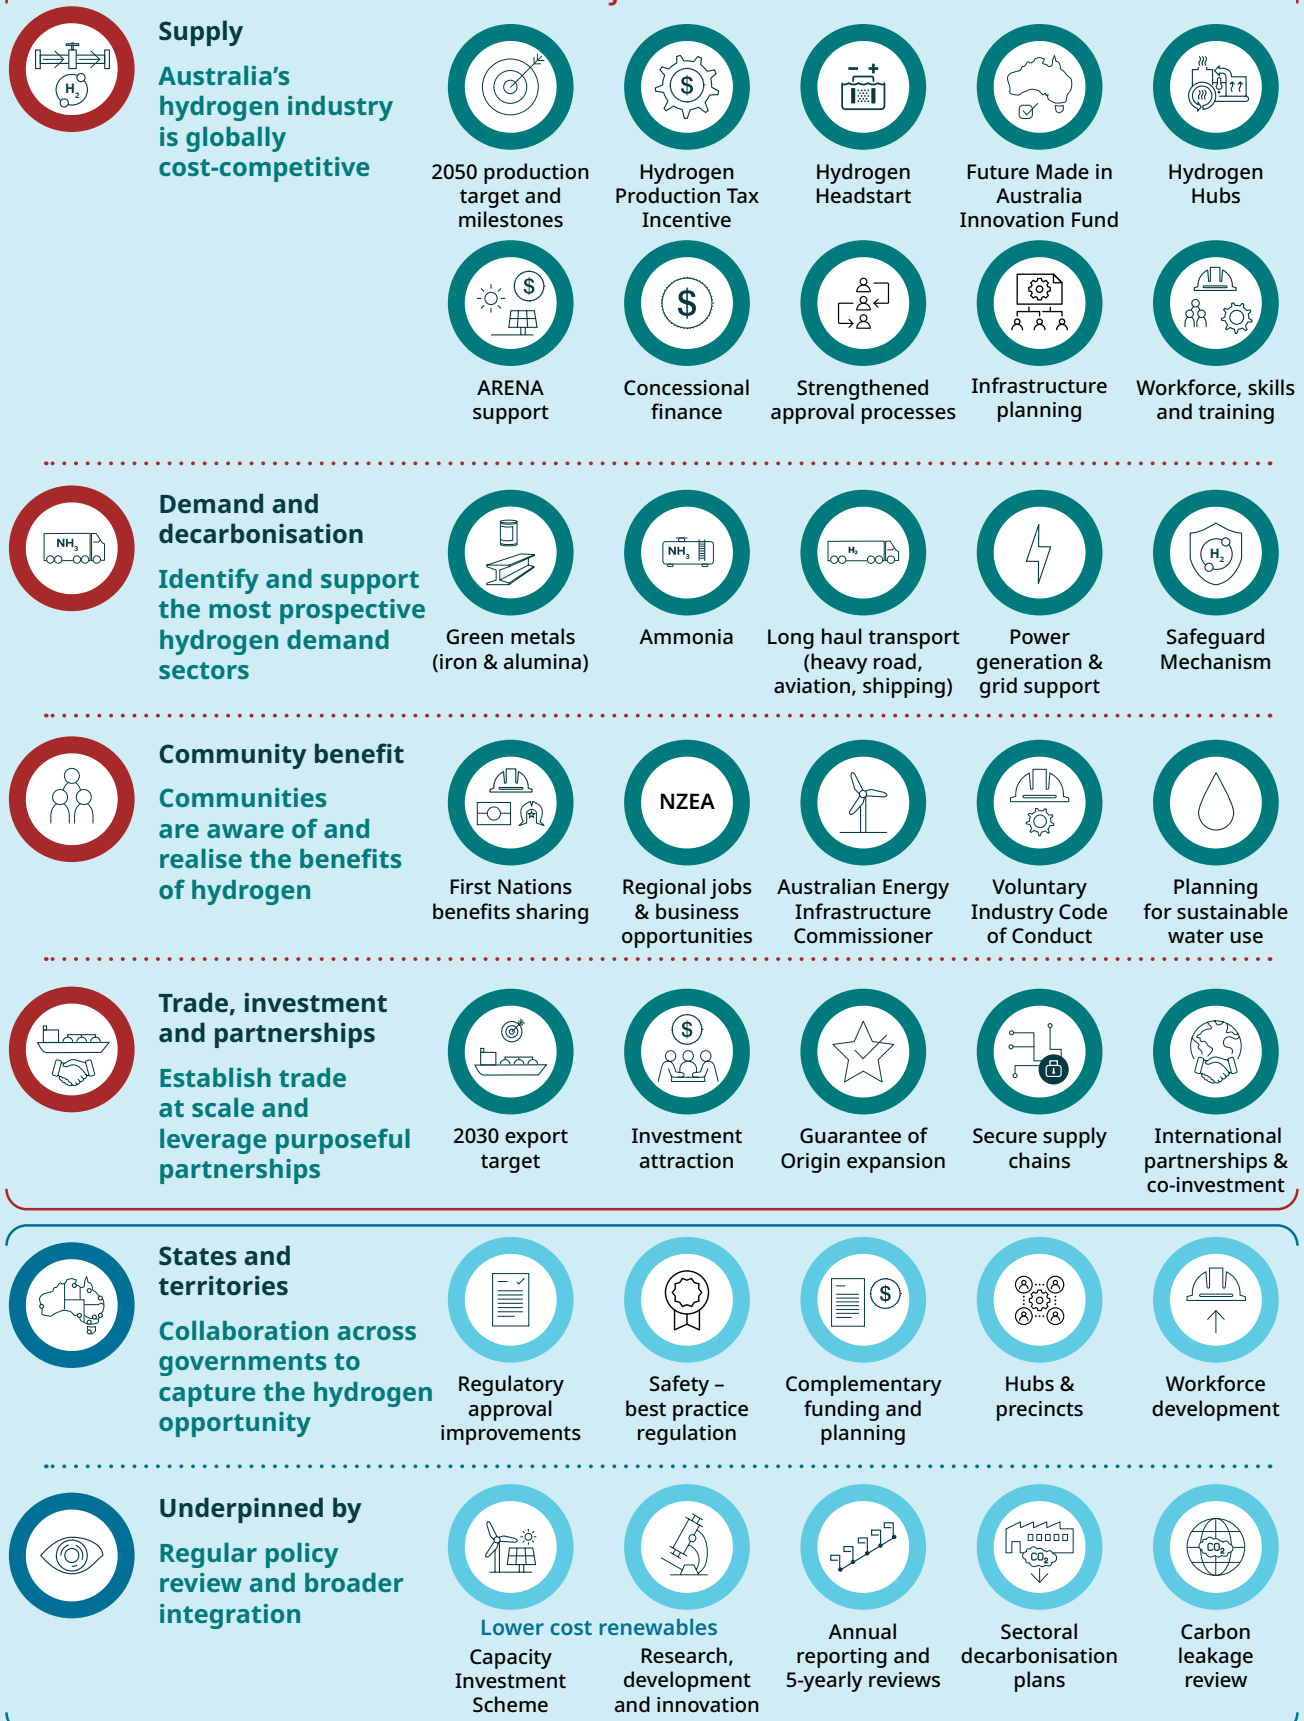 Supply
Australia's
hydrogen industry
is globally
cost-competitive
H2
$
− +
2050 production
target and
milestones
Hydrogen
Production Tax
Incentive
Hydrogen
Headstart
Future Made in
Australia
Innovation Fund
Hydrogen
Hubs
$
$
ARENA
support
Concessional
finance
Strengthened
approval processes
Infrastructure
planning
Workforce, skills
and training
NH3
Demand and
decarbonisation
Identify and support
the most prospective
hydrogen demand
sectors
NH3
H2
H2
Green metals
(iron & alumina)
Ammonia
Long haul transport
(heavy road,
aviation, shipping)
Power
generation &
grid support
Safeguard
Mechanism
Community benefit
Communities
are aware of and
realise the benefits
of hydrogen
NZEA
First Nations
benefits sharing
Regional jobs
& business
opportunities
Australian Energy
Infrastructure
Commissioner
Voluntary
Industry Code
of Conduct
Planning
for sustainable
water use
Trade, investment
and partnerships
Establish trade
at scale and
leverage purposeful
partnerships
$
2030 export
target
Investment
attraction
Guarantee of
Origin expansion
Secure supply
chains
International
partnerships &
co-investment
States and
territories
Collaboration across
governments to
capture the hydrogen
opportunity
$
Regulatory
approval
improvements
Safety –
best practice
regulation
Complementary
funding and
planning
Hubs &
precincts
Workforce
development
Underpinned by
Regular policy
review and broader
integration
CO2
CO2
Lower cost renewables
Capacity
Investment
Scheme
Research,
development
and innovation
Annual
reporting and
5-yearly reviews
Sectoral
decarbonisation
plans
Carbon
leakage
review